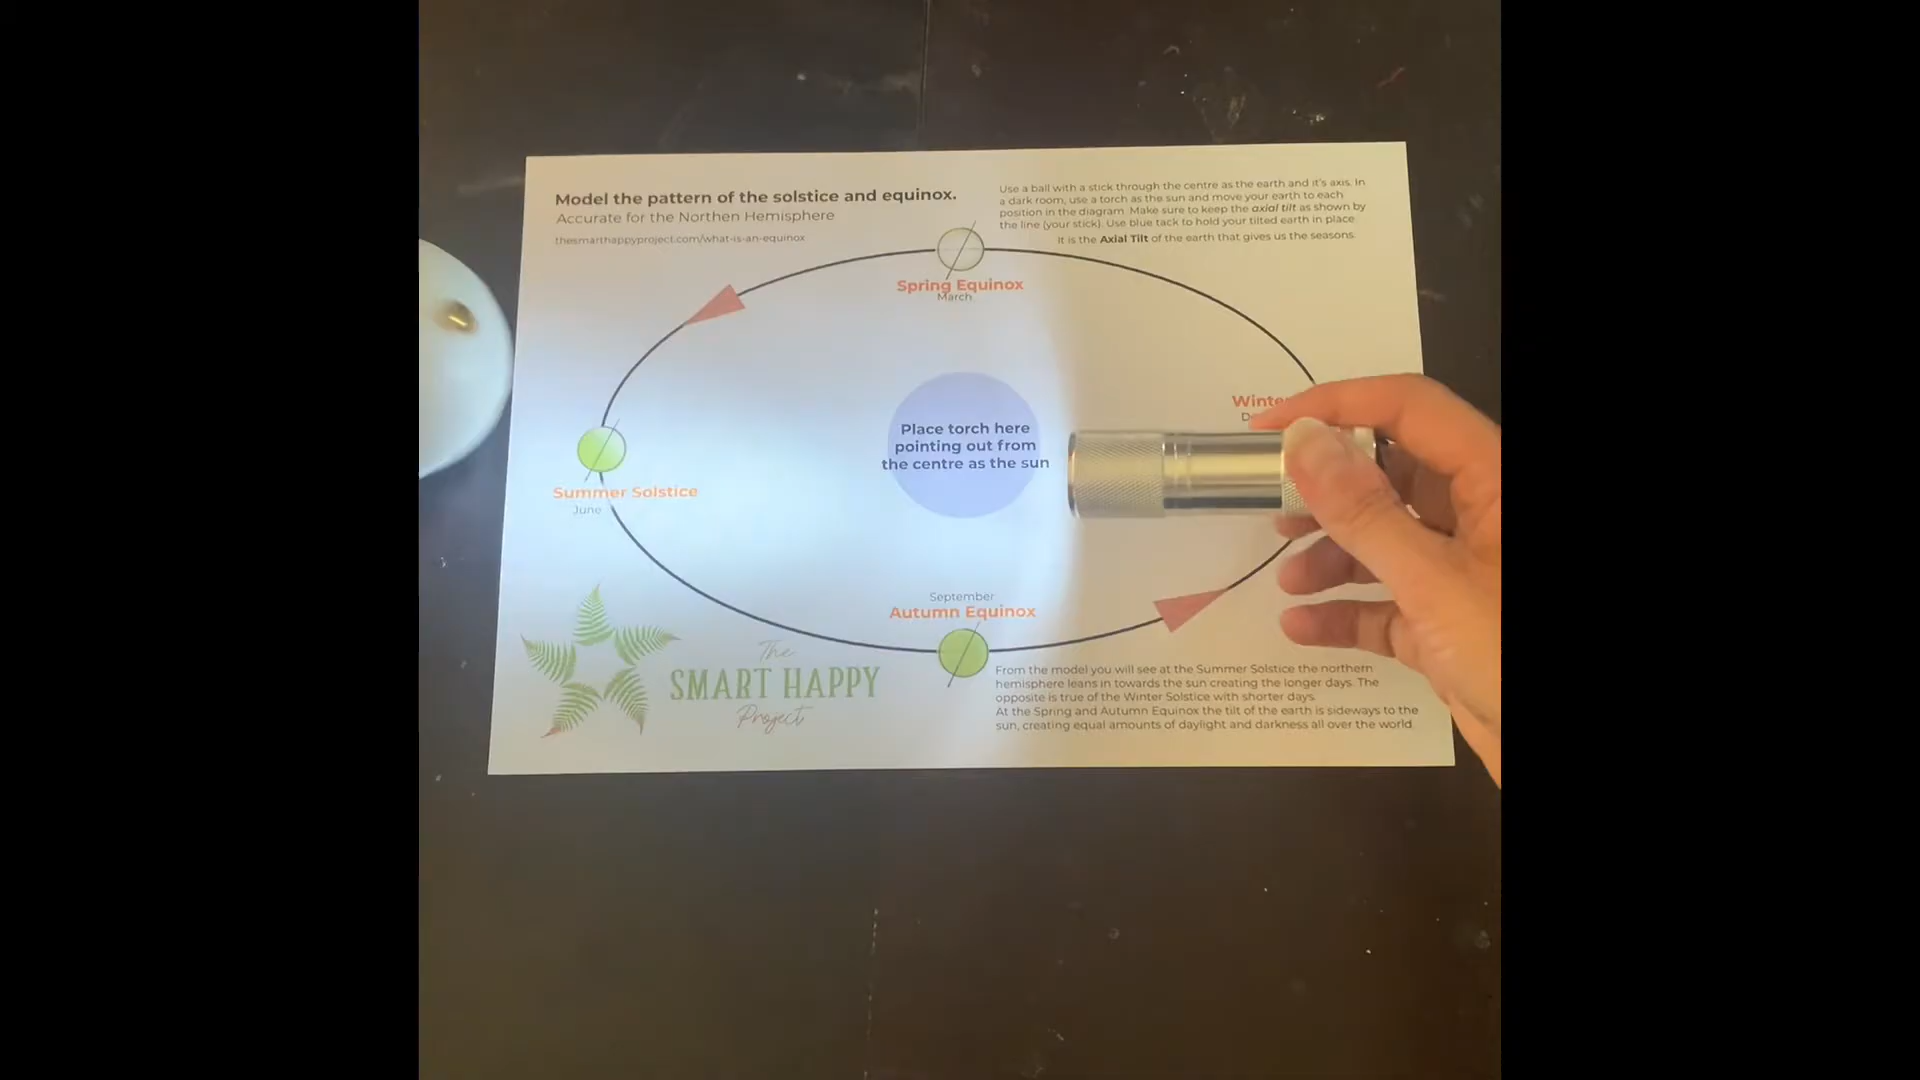 Model the pattern of the solstice and equinox.
Accurate for the Northen Hemisphere
thesmarthappyproject.com/what-is-an-equinox
Use a ball with a stick through the centre as the earth and it's axis. In
a dark room, use a torch as the sun and move your earth to each
position in the diagram. Make sure to keep the axial tilt as shown by
the line (your stick). Use blue tack to hold your tilted earth in place
It is the Axial Tilt of the earth that gives us the seasons.
Spring Equinox
March
Winter
Place torch here
pointing out from
the centre as the sun
Summer Solstice
June
September
Autumn Equinox
The
SMART HAPPY
Project
From the model you will see at the Summer Solstice the northern
hemisphere leans in towards the sun creating the longer days. The
opposite is true of the Winter Solstice with shorter days.
At the Spring and Autumn Equinox the tilt of the earth is sideways to the
sun, creating equal amounts of daylight and darkness all over the world